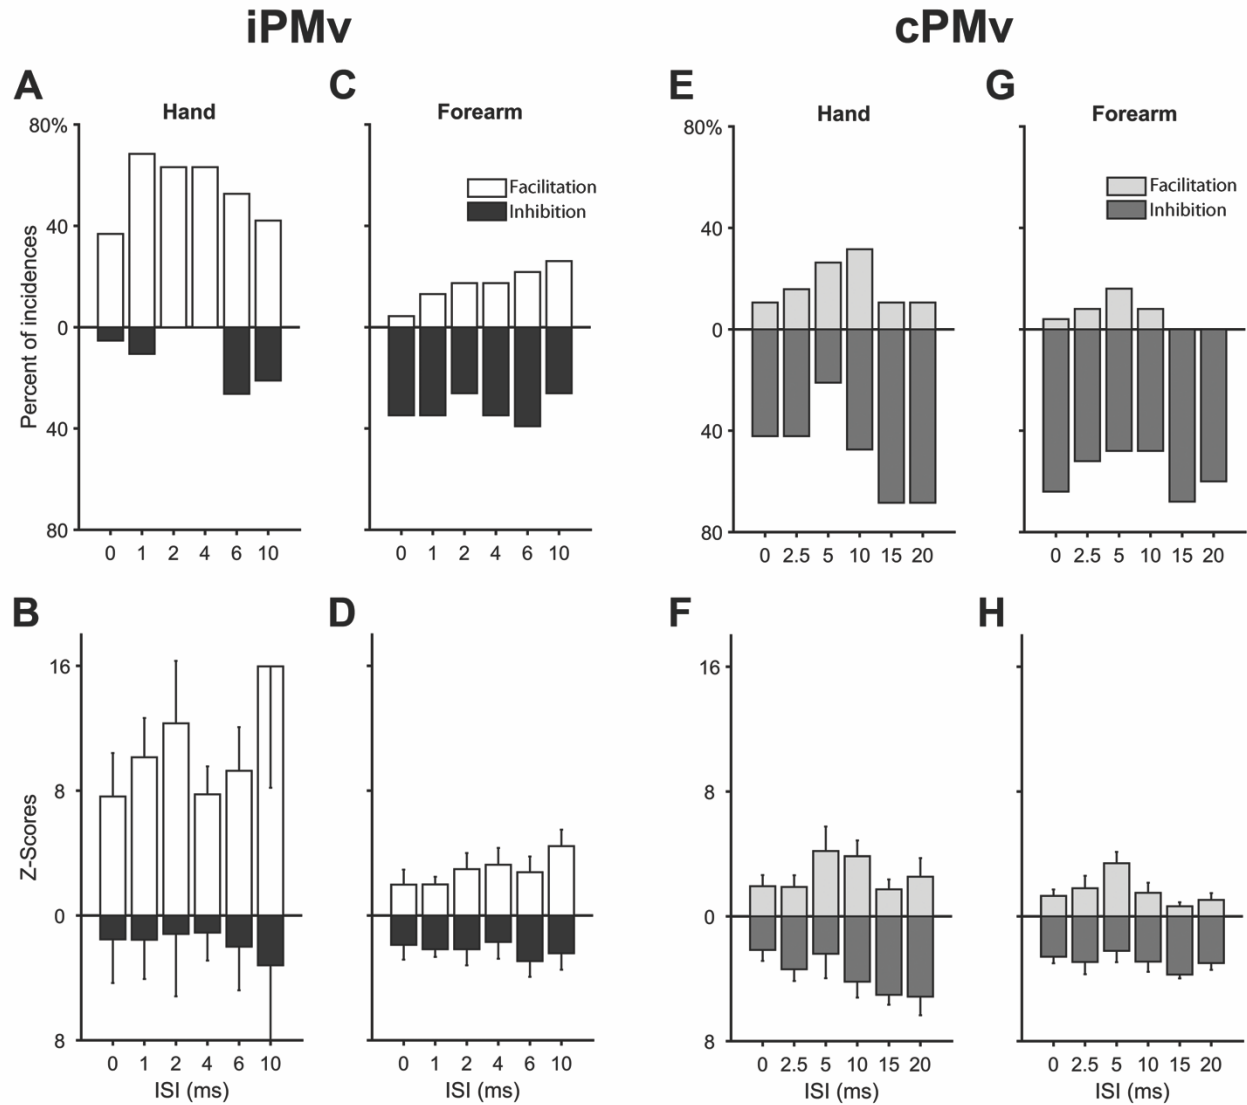 iPMv
cPMv
A
C
E
G
Hand
Forearm
Hand
Forearm
80%
40
0
40
80
Percent of incidences
0 1 2 4 6 10
Facilitation
Inhibition
0 1 2 4 6 10
80%
40
0
40
80
0 2.5 5 10 15 20
Facilitation
Inhibition
0 2.5 5 10 15 20
B
D
F
H
16
8
0
8
Z-Scores
0 1 2 4 6 10
ISI (ms)
0 1 2 4 6 10
ISI (ms)
16
8
0
8
0 2.5 5 10 15 20
ISI (ms)
0 2.5 5 10 15 20
ISI (ms)